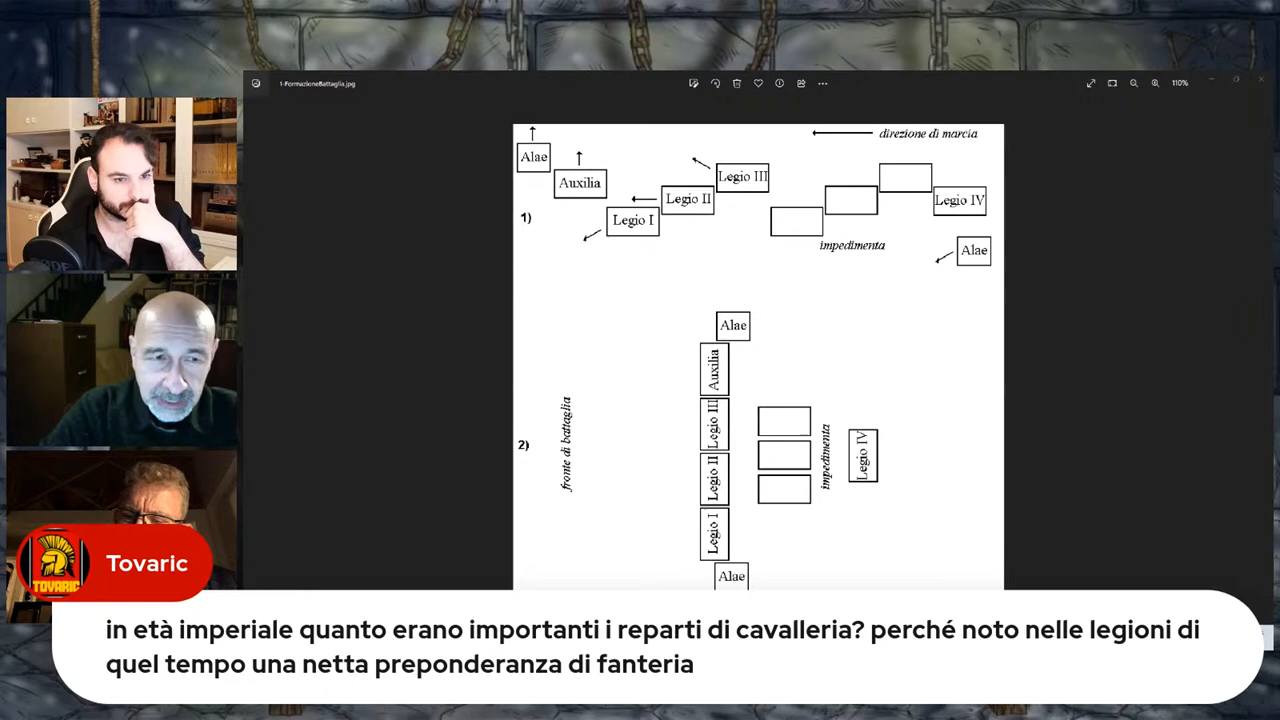 1-FormazioneBattaglia.jpg
110%
direzione di marcia
Alae
Auxilia
Legio III
Legio II
Legio I
Legio IV
1)
impedimenta
Alae
Alae
Auxilia
Legio III
Legio II
Legio I
Alae
2)
fronte di battaglia
impedimenta
Legio IV
TOVARIC
Tovaric
in età imperiale quanto erano importanti i reparti di cavalleria? perché noto nelle legioni di
quel tempo una netta preponderanza di fanteria